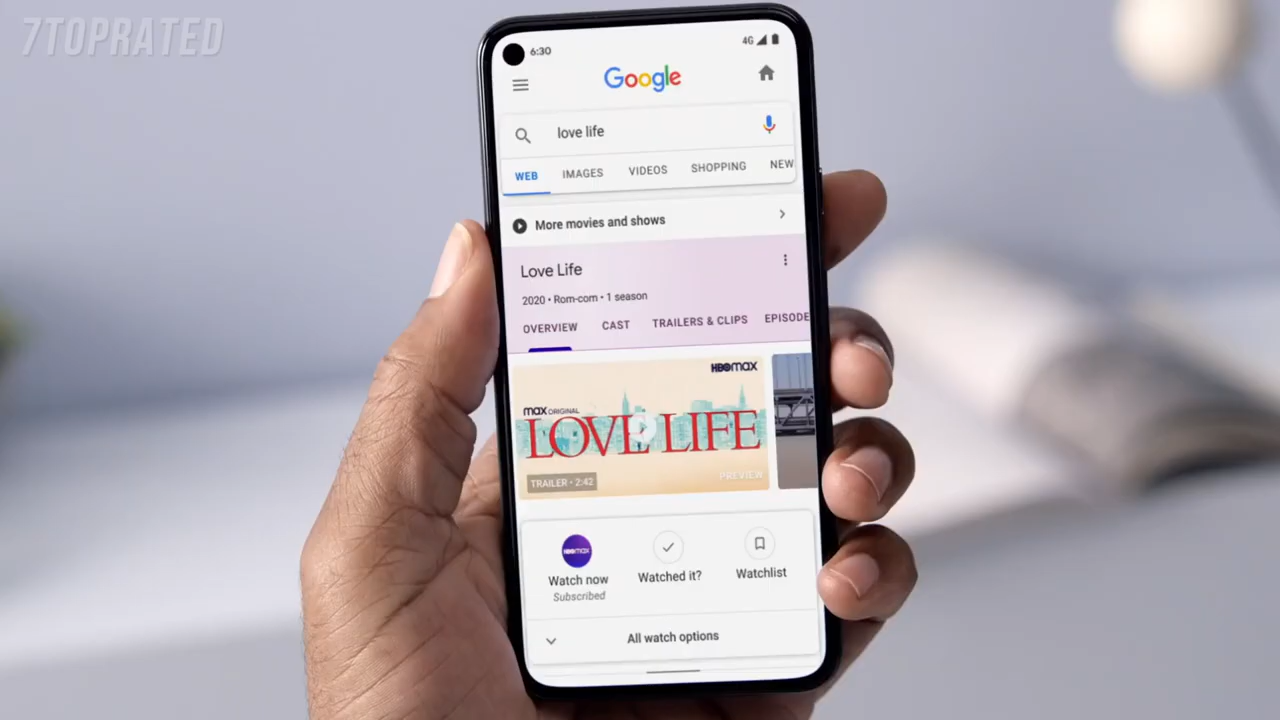 7TOPRATED
6:30
4G
Google
love life
WEB IMAGES VIDEOS SHOPPING NEW
More movies and shows
Love Life
2020 • Rom-com • 1 season
OVERVIEW CAST TRAILERS & CLIPS EPISODE
HBOmax
max ORIGINAL
LOVE LIFE
TRAILER • 2:42
PREVIEW
HBOmax
Watch now
Subscribed
Watched it?
Watchlist
All watch options